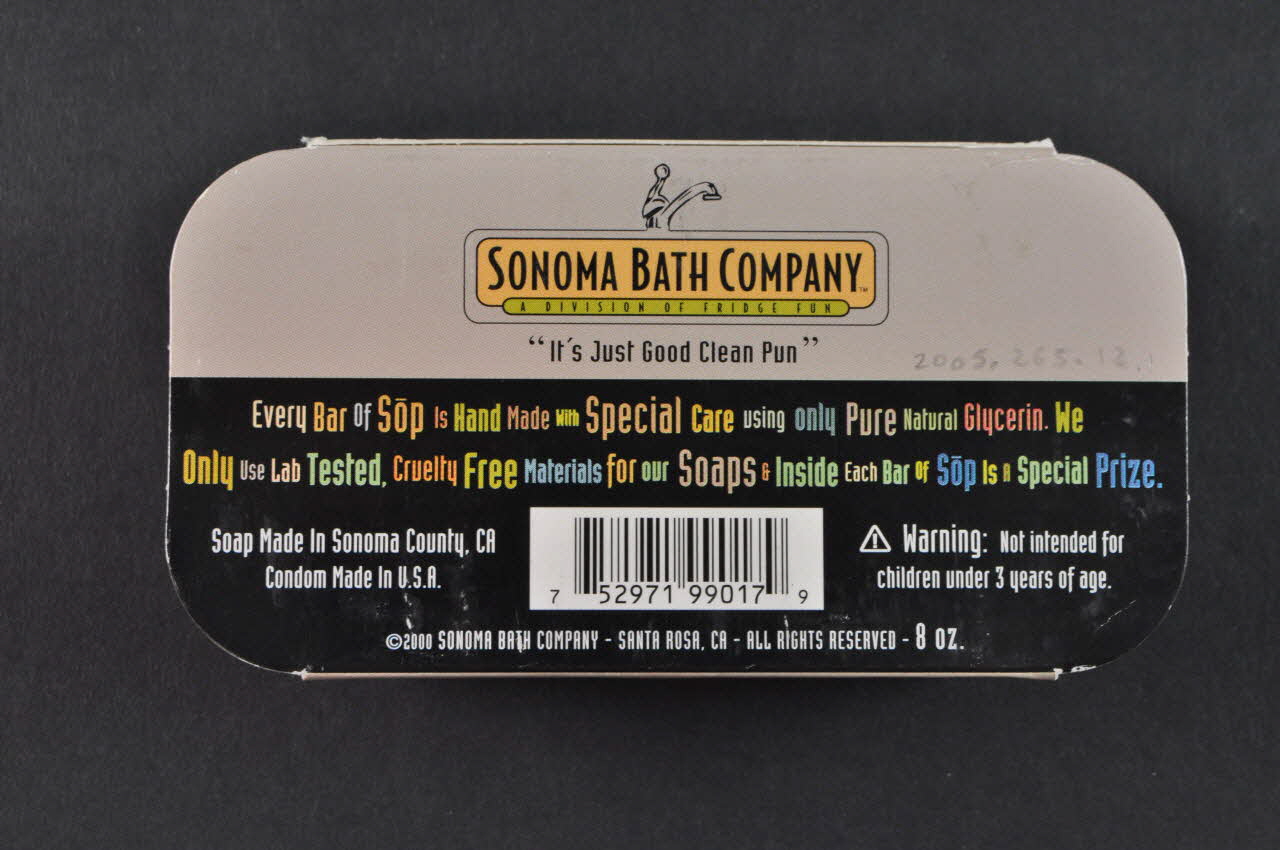 SONOMA BATH COMPANY™
A DIVISION OF FRIDGE FUN
“It's Just Good Clean Pun”
2005.265.12.1
Every Bar Of Sōp Is Hand Made With Special Care using only Pure Natural Glycerin. We
Only Use Lab Tested, Cruelty Free Materials for our Soaps & Inside Each Bar Of Sōp Is A Special Prize.
Soap Made In Sonoma County, CA
Condom Made In U.S.A.
7 52971 99017 9
⚠ Warning: Not intended for
children under 3 years of age.
©2000 SONOMA BATH COMPANY - SANTA ROSA, CA - ALL RIGHTS RESERVED - 8 OZ.